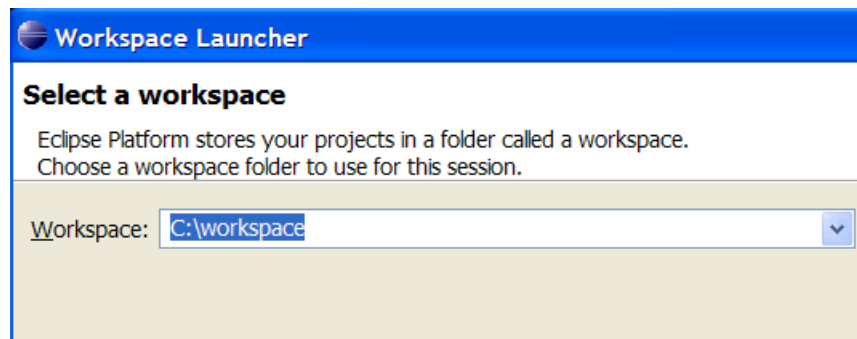 Workspace Launcher
Select a workspace
Eclipse Platform stores your projects in a folder called a workspace.
Choose a workspace folder to use for this session.
Workspace: C:\workspace